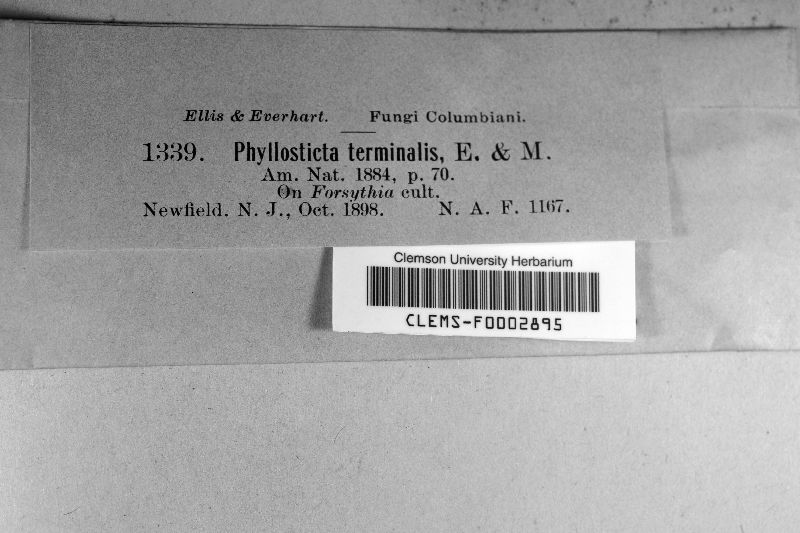 Ellis & Everhart. Fungi Columbiani.
1339. Phyllosticta terminalis, E. & M.
Am. Nat. 1884, p. 70.
On Forsythia cult.
Newfield. N. J., Oct. 1898. N. A. F. 1167.
Clemson University Herbarium
CLEMS-F0002895